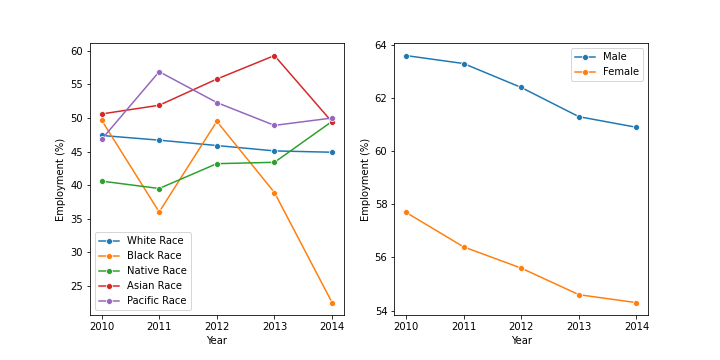 60
55
50
45
40
35
30
25
Employment (%)
2010
2011
2012
2013
2014
Year
White Race
Black Race
Native Race
Asian Race
Pacific Race
64
62
60
58
56
54
Employment (%)
2010
2011
2012
2013
2014
Year
Male
Female